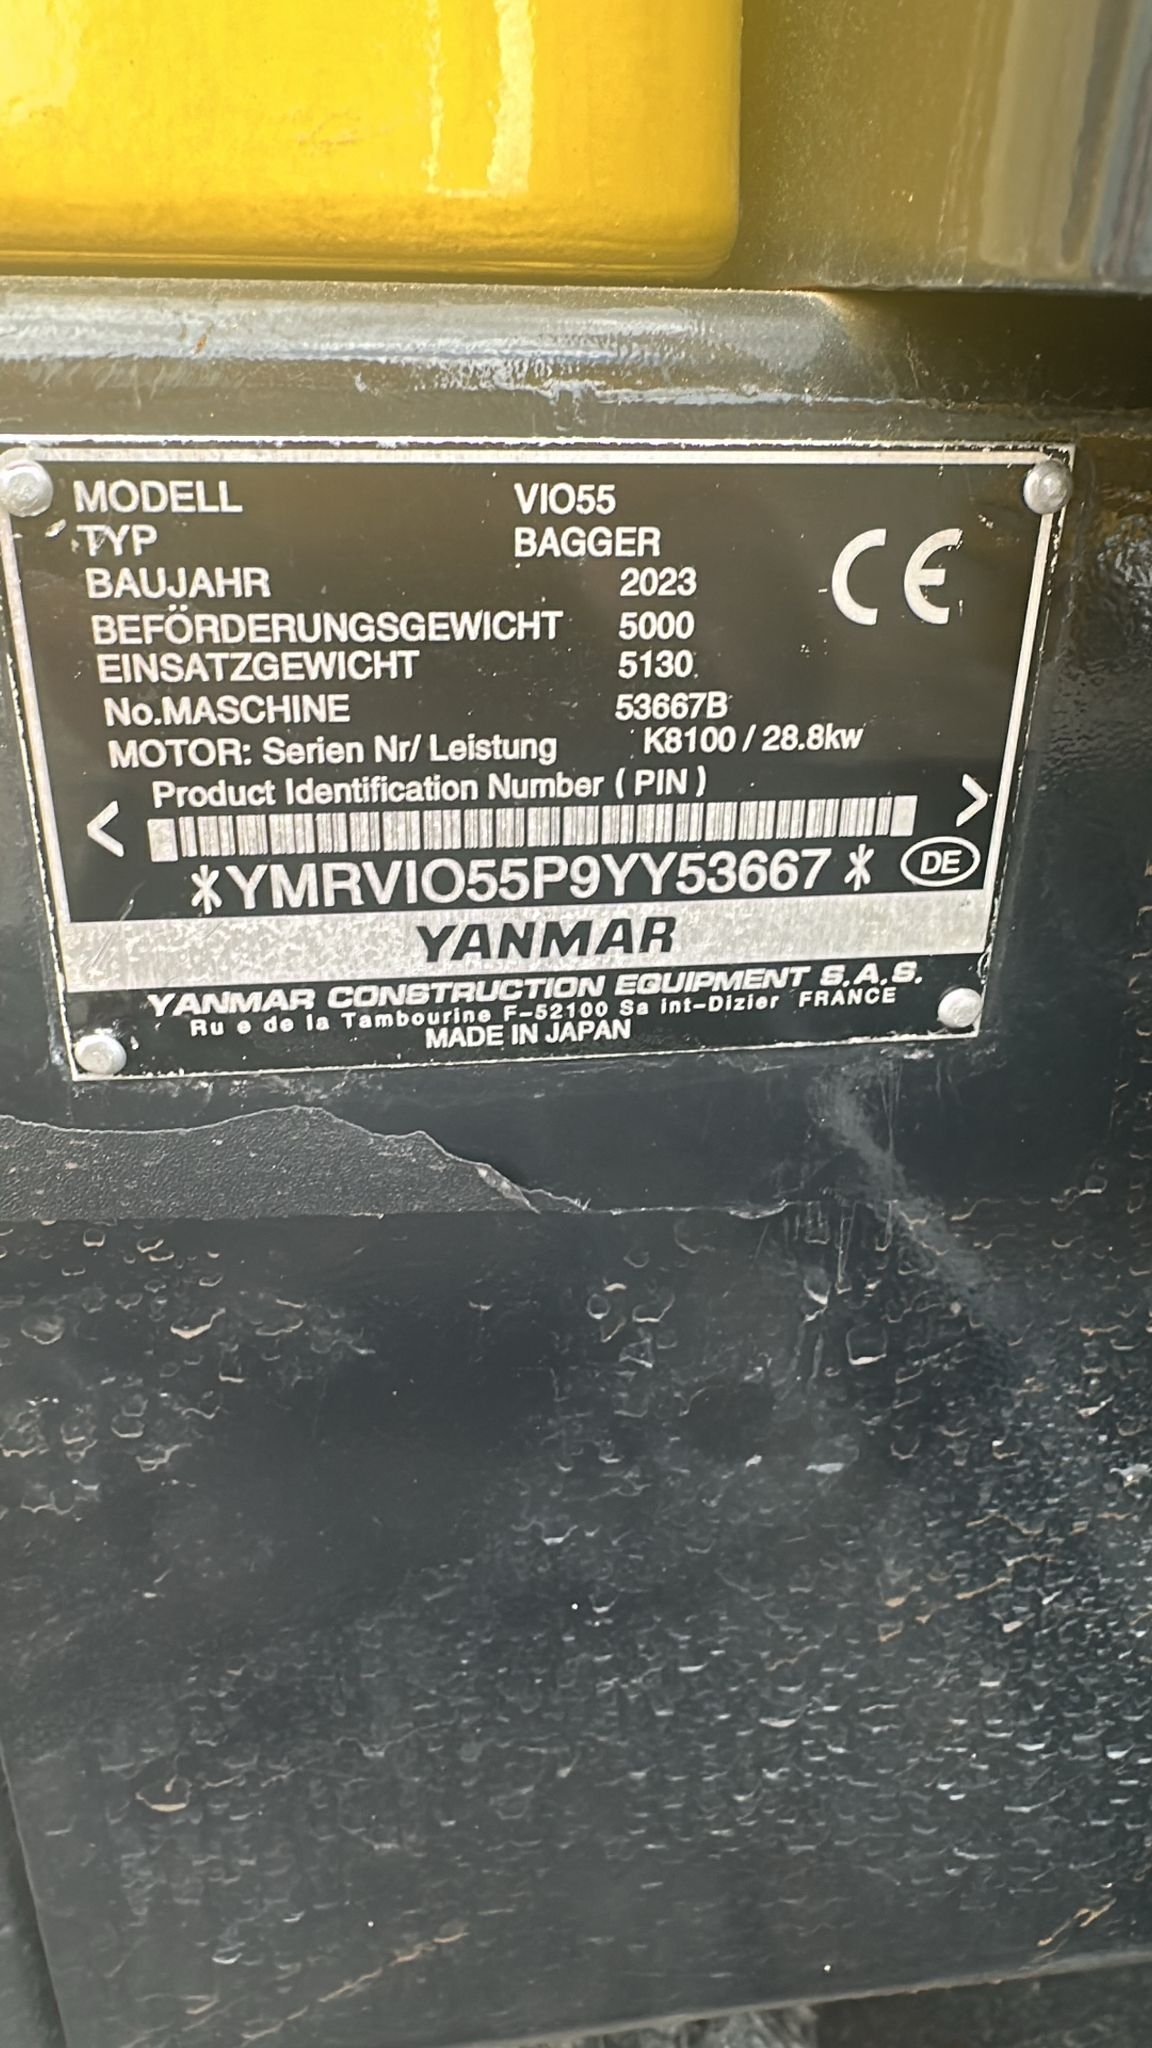 MODELL VIO55
TYP BAGGER
BAUJAHR 2023
BEFÖRDERUNGSGEWICHT 5000
EINSATZGEWICHT 5130
No.MASCHINE 53667B
MOTOR: Serien Nr/ Leistung K8100 / 28.8kw
CE
Product Identification Number ( PIN )
< >
*YMRVIO55P9YY53667* DE
YANMAR
YANMAR CONSTRUCTION EQUIPMENT S.A.S.
Ru e de la Tambourine F-52100 Sa int-Dizier FRANCE
MADE IN JAPAN